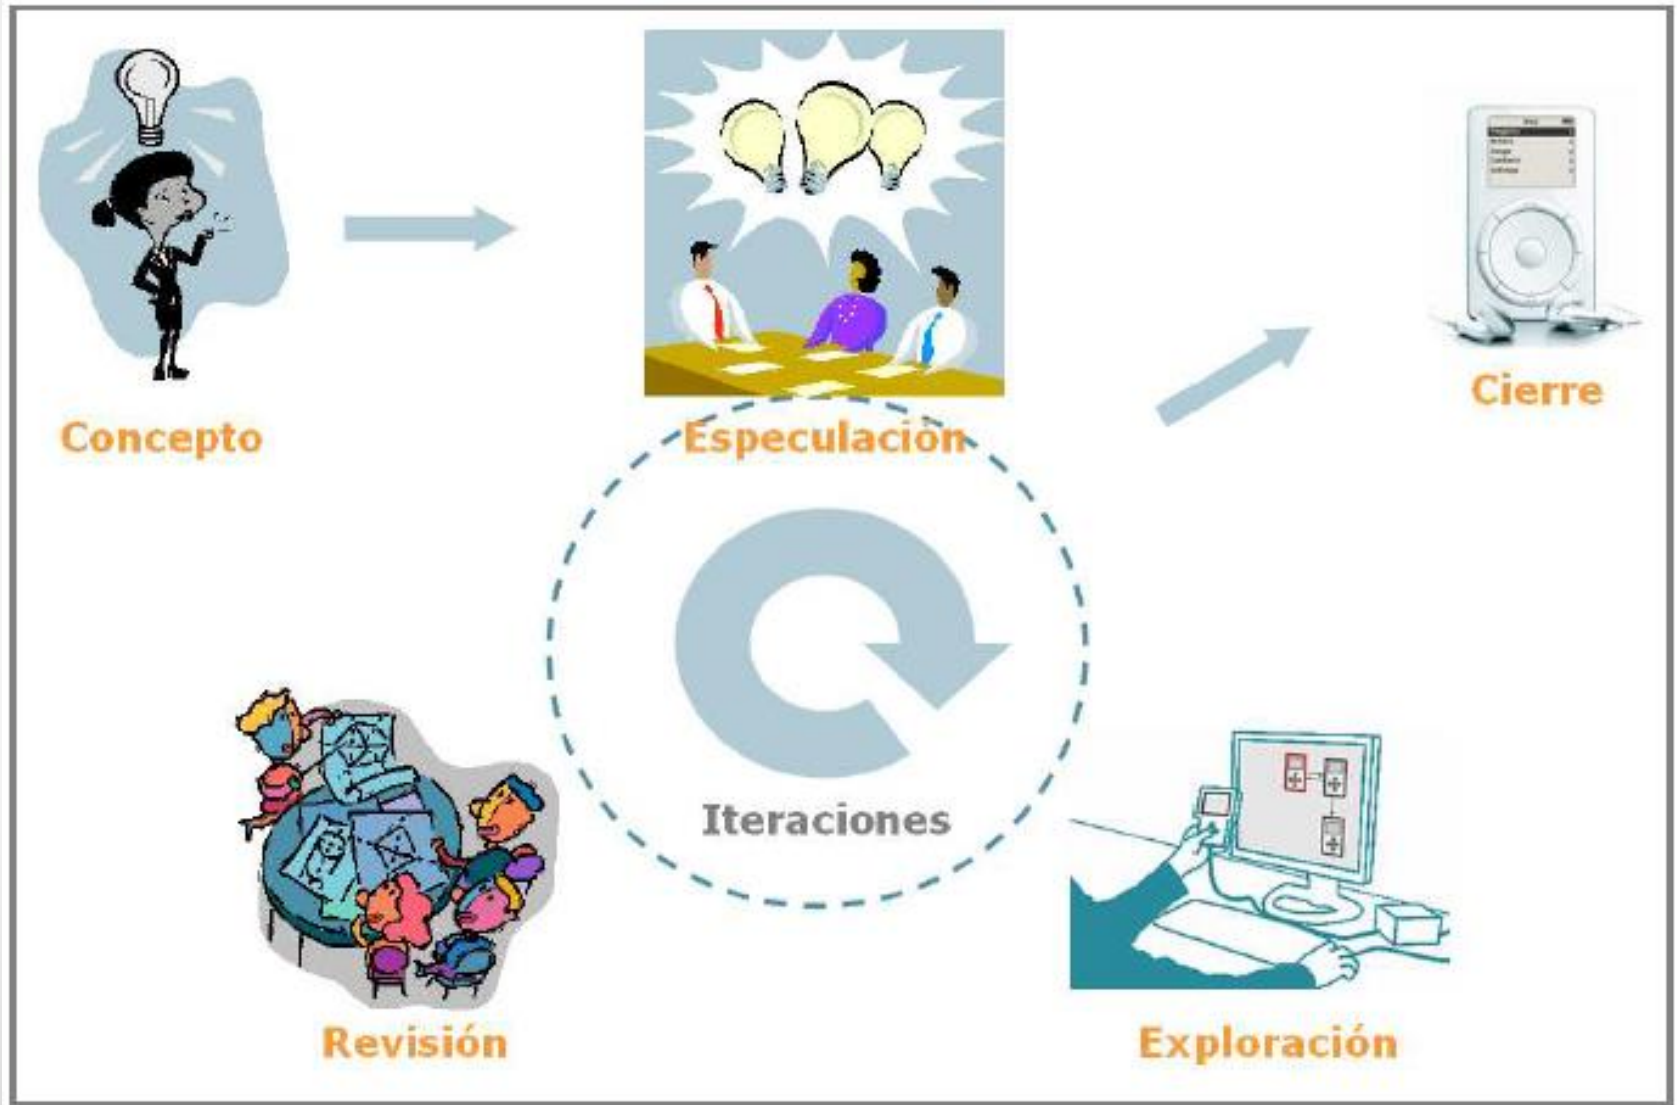 Concepto
Especulación
Cierre
Iteraciones
Revisión
Exploración